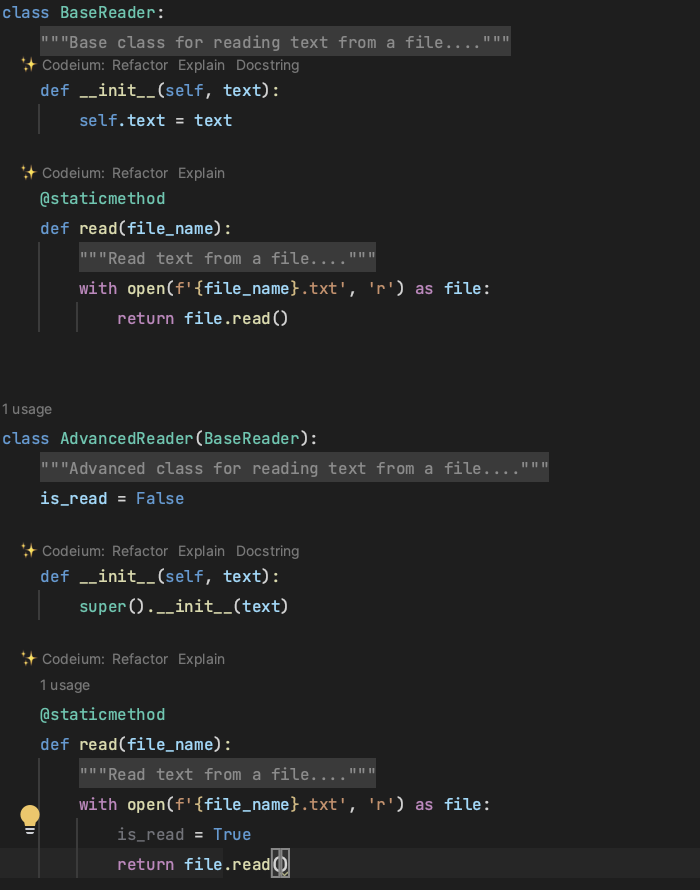 class BaseReader:
"""Base class for reading text from a file...."""
✨ Codeium: Refactor Explain Docstring
def __init__(self, text):
self.text = text
✨ Codeium: Refactor Explain
@staticmethod
def read(file_name):
"""Read text from a file...."""
with open(f'{file_name}.txt', 'r') as file:
return file.read()
1 usage
class AdvancedReader(BaseReader):
"""Advanced class for reading text from a file...."""
is_read = False
✨ Codeium: Refactor Explain Docstring
def __init__(self, text):
super().__init__(text)
✨ Codeium: Refactor Explain
1 usage
@staticmethod
def read(file_name):
"""Read text from a file...."""
with open(f'{file_name}.txt', 'r') as file:
is_read = True
return file.read()